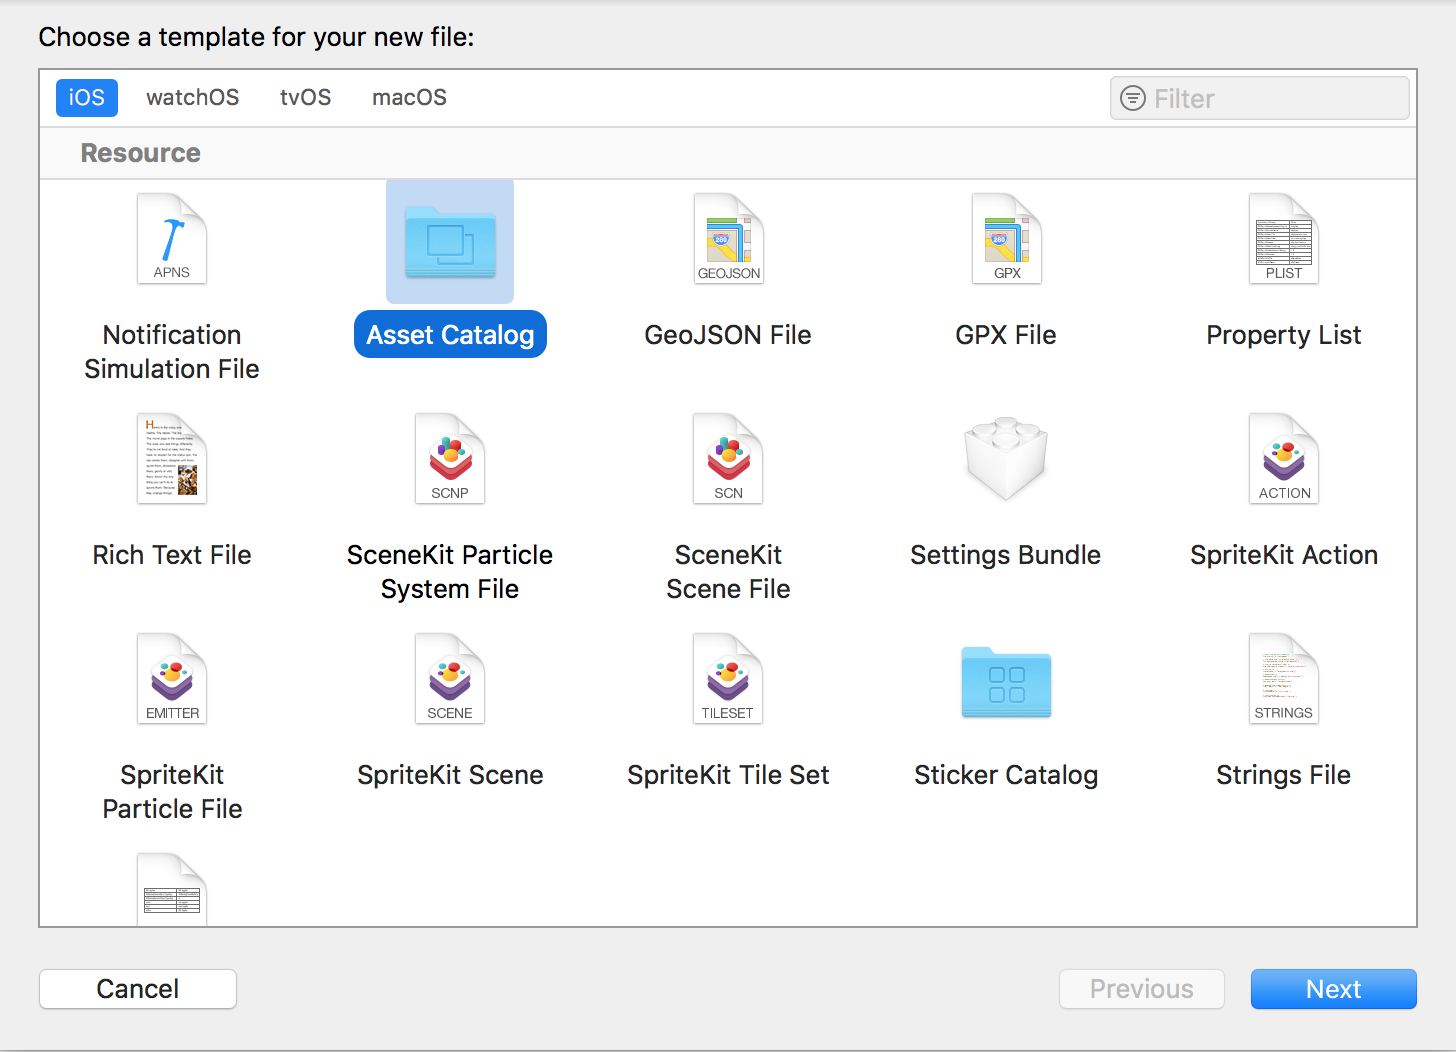 Choose a template for your new file:
iOS watchOS tvOS macOS Filter
Resource
APNS GEOJSON GPX PLIST
Notification Simulation File
Asset Catalog
GeoJSON File
GPX File
Property List
SCNP SCN ACTION
Rich Text File
SceneKit Particle System File
SceneKit Scene File
Settings Bundle
SpriteKit Action
EMITTER SCENE TILESET STRINGS
SpriteKit Particle File
SpriteKit Scene
SpriteKit Tile Set
Sticker Catalog
Strings File
Cancel Previous Next